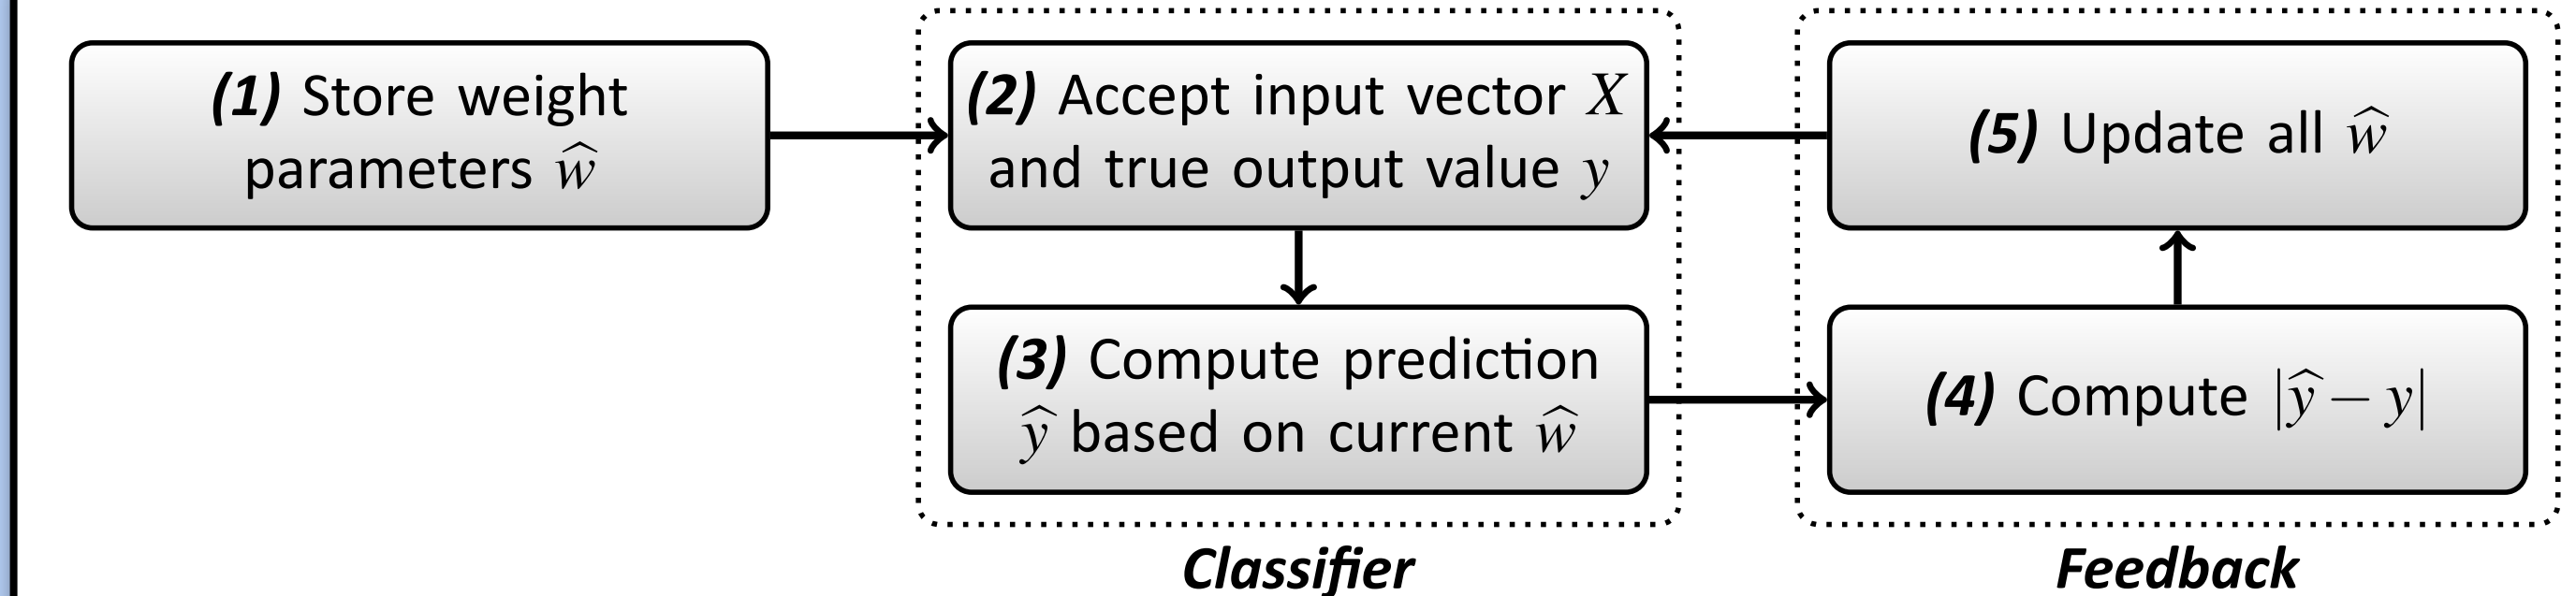 (1) Store weight
parameters ŵ
(2) Accept input vector X
and true output value y
(3) Compute prediction
ŷ based on current ŵ
(4) Compute |ŷ − y|
(5) Update all ŵ
Classifier
Feedback